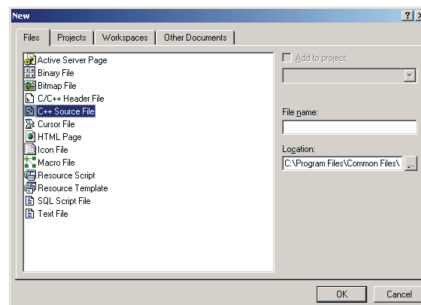 New
Files Projects Workspaces Other Documents
Active Server Page
Binary File
Bitmap File
C/C++ Header File
C++ Source File
Cursor File
HTML Page
Icon File
Macro File
Resource Script
Resource Template
SQL Script File
Text File
Add to project:
File name:
Location:
C:\Program Files\Common Files\ ...
OK Cancel